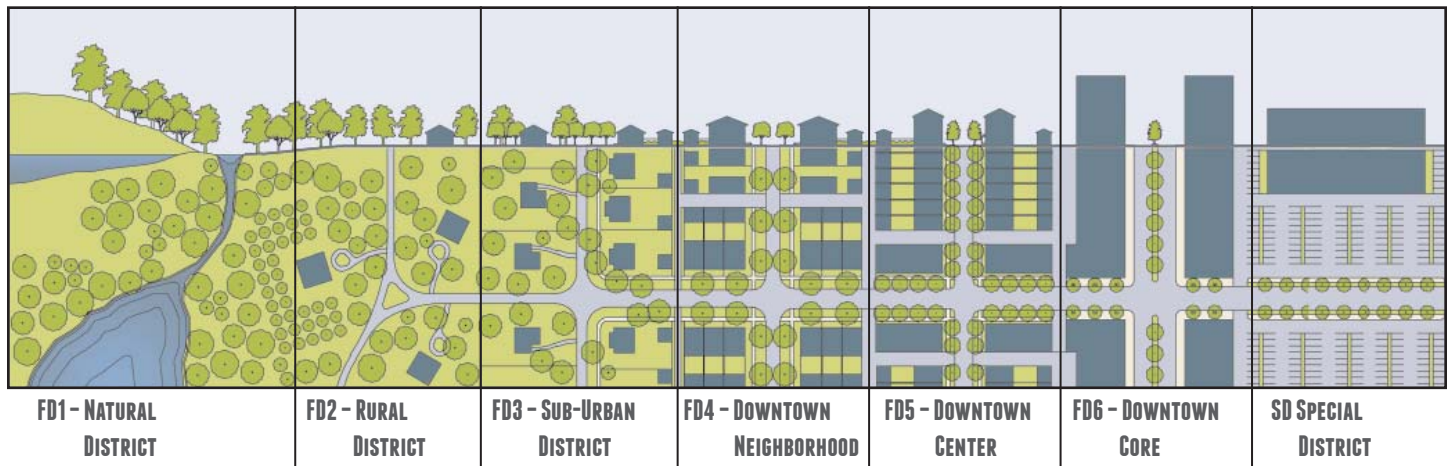 FD1 – NATURAL
DISTRICT
FD2 – RURAL
DISTRICT
FD3 – SUB-URBAN
DISTRICT
FD4 – DOWNTOWN
NEIGHBORHOOD
FD5 – DOWNTOWN
CENTER
FD6 – DOWNTOWN
CORE
SD SPECIAL
DISTRICT